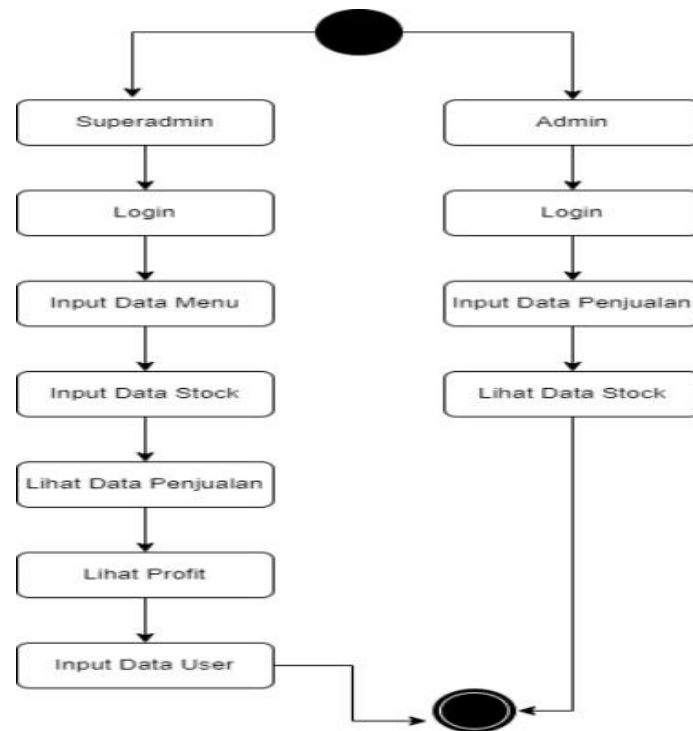 Superadmin
Login
Input Data Menu
Input Data Stock
Lihat Data Penjualan
Lihat Profit
Input Data User
Admin
Login
Input Data Penjualan
Lihat Data Stock